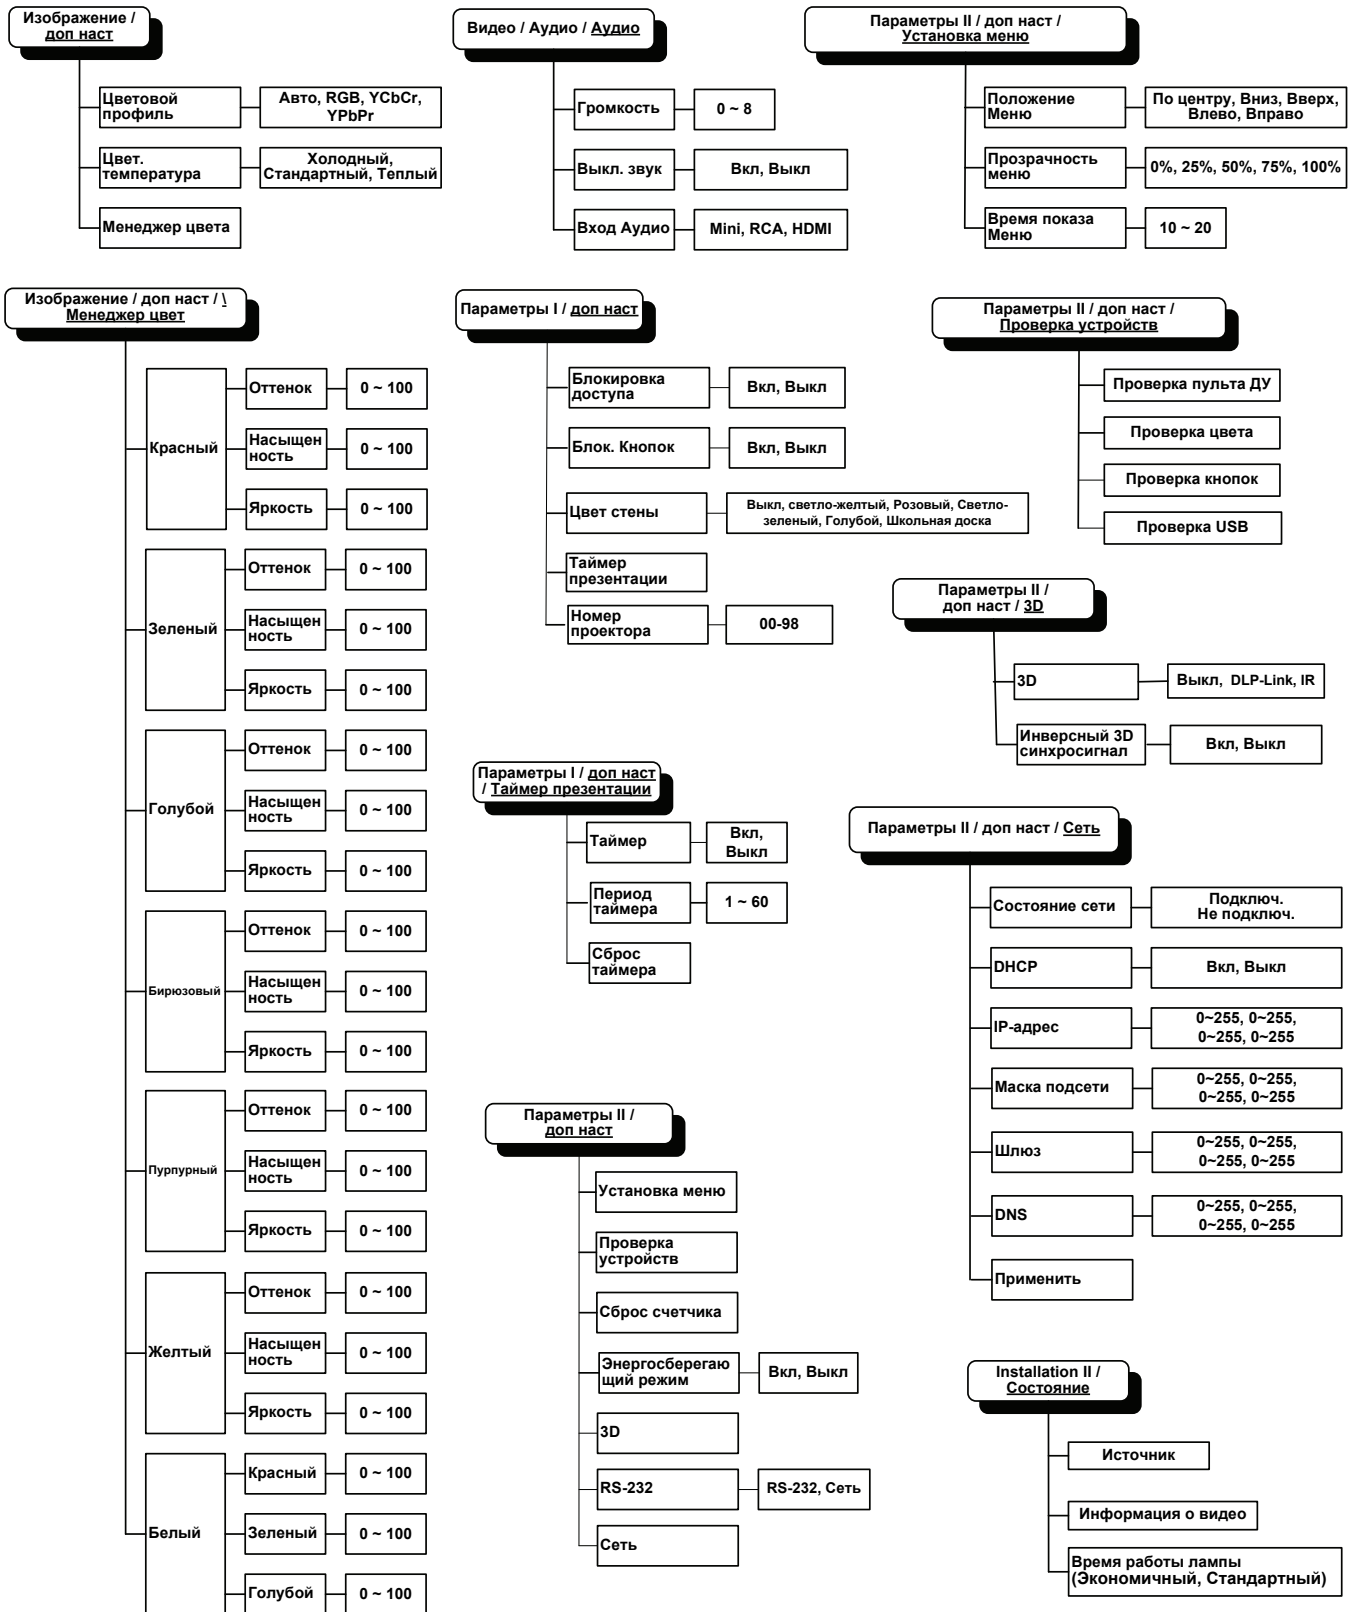 Изображение /
доп наст
Цветовой
профиль
Авто, RGB, YCbCr,
YPbPr
Цвет.
температура
Холодный,
Стандартный, Теплый
Менеджер цвета
Видео / Аудио / Аудио
Громкость
0 ~ 8
Выкл. звук
Вкл, Выкл
Вход Аудио
Mini, RCA, HDMI
Параметры II / доп наст /
Установка меню
Положение
Меню
По центру, Вниз, Вверх,
Влево, Вправо
Прозрачность
меню
0%, 25%, 50%, 75%, 100%
Время показа
Меню
10 ~ 20
Изображение / доп наст / \
Менеджер цвет
Красный
Оттенок
0 ~ 100
Насыщен
ность
0 ~ 100
Яркость
0 ~ 100
Зеленый
Оттенок
0 ~ 100
Насыщен
ность
0 ~ 100
Яркость
0 ~ 100
Голубой
Оттенок
0 ~ 100
Насыщен
ность
0 ~ 100
Яркость
0 ~ 100
Бирюзовый
Оттенок
0 ~ 100
Насыщен
ность
0 ~ 100
Яркость
0 ~ 100
Пурпурный
Оттенок
0 ~ 100
Насыщен
ность
0 ~ 100
Яркость
0 ~ 100
Желтый
Оттенок
0 ~ 100
Насыщен
ность
0 ~ 100
Яркость
0 ~ 100
Белый
Красный
0 ~ 100
Зеленый
0 ~ 100
Голубой
0 ~ 100
Параметры I / доп наст
Блокировка
доступа
Вкл, Выкл
Блок. Кнопок
Вкл, Выкл
Цвет стены
Выкл, светло-желтый, Розовый, Светло-
зеленый, Голубой, Школьная доска
Таймер
презентации
Номер
проектора
00-98
Параметры I / доп наст
/ Таймер презентации
Таймер
Вкл,
Выкл
Период
таймера
1 ~ 60
Сброс
таймера
Параметры II /
доп наст
Установка меню
Проверка
устройств
Сброс счетчика
Энергосберегаю
щий режим
Вкл, Выкл
3D
RS-232
RS-232, Сеть
Сеть
Параметры II / доп наст /
Проверка устройств
Проверка пульта ДУ
Проверка цвета
Проверка кнопок
Проверка USB
Параметры II /
доп наст / 3D
3D
Выкл, DLP-Link, IR
Инверсный 3D
синхросигнал
Вкл, Выкл
Параметры II / доп наст / Сеть
Состояние сети
Подключ.
Не подключ.
DHCP
Вкл, Выкл
IP-адрес
0~255, 0~255,
0~255, 0~255
Маска подсети
0~255, 0~255,
0~255, 0~255
Шлюз
0~255, 0~255,
0~255, 0~255
DNS
0~255, 0~255,
0~255, 0~255
Применить
Installation II /
Состояние
Источник
Информация о видео
Время работы лампы
(Экономичный, Стандартный)